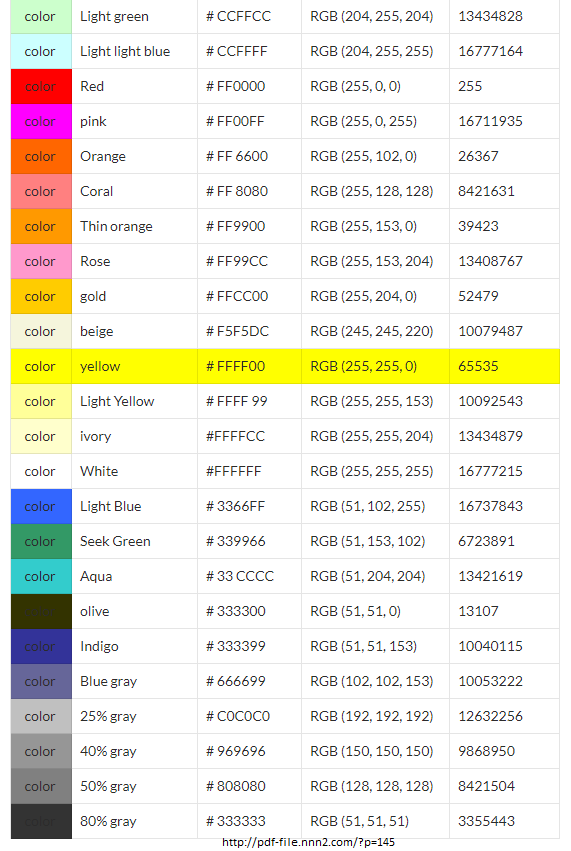 color Light green # CCFFCC RGB (204, 255, 204) 13434828
color Light light blue # CCFFFF RGB (204, 255, 255) 16777164
color Red # FF0000 RGB (255, 0, 0) 255
color pink # FF00FF RGB (255, 0, 255) 16711935
color Orange # FF 6600 RGB (255, 102, 0) 26367
color Coral # FF 8080 RGB (255, 128, 128) 8421631
color Thin orange # FF9900 RGB (255, 153, 0) 39423
color Rose # FF99CC RGB (255, 153, 204) 13408767
color gold # FFCC00 RGB (255, 204, 0) 52479
color beige # F5F5DC RGB (245, 245, 220) 10079487
color yellow # FFFF00 RGB (255, 255, 0) 65535
color Light Yellow # FFFF 99 RGB (255, 255, 153) 10092543
color ivory #FFFFCC RGB (255, 255, 204) 13434879
color White #FFFFFF RGB (255, 255, 255) 16777215
color Light Blue # 3366FF RGB (51, 102, 255) 16737843
color Seek Green # 339966 RGB (51, 153, 102) 6723891
color Aqua # 33 CCCC RGB (51, 204, 204) 13421619
color olive # 333300 RGB (51, 51, 0) 13107
color Indigo # 333399 RGB (51, 51, 153) 10040115
color Blue gray # 666699 RGB (102, 102, 153) 10053222
color 25% gray # C0C0C0 RGB (192, 192, 192) 12632256
color 40% gray # 969696 RGB (150, 150, 150) 9868950
color 50% gray # 808080 RGB (128, 128, 128) 8421504
color 80% gray # 333333 RGB (51, 51, 51) 3355443
http://pdf-file.nnn2.com/?p=145